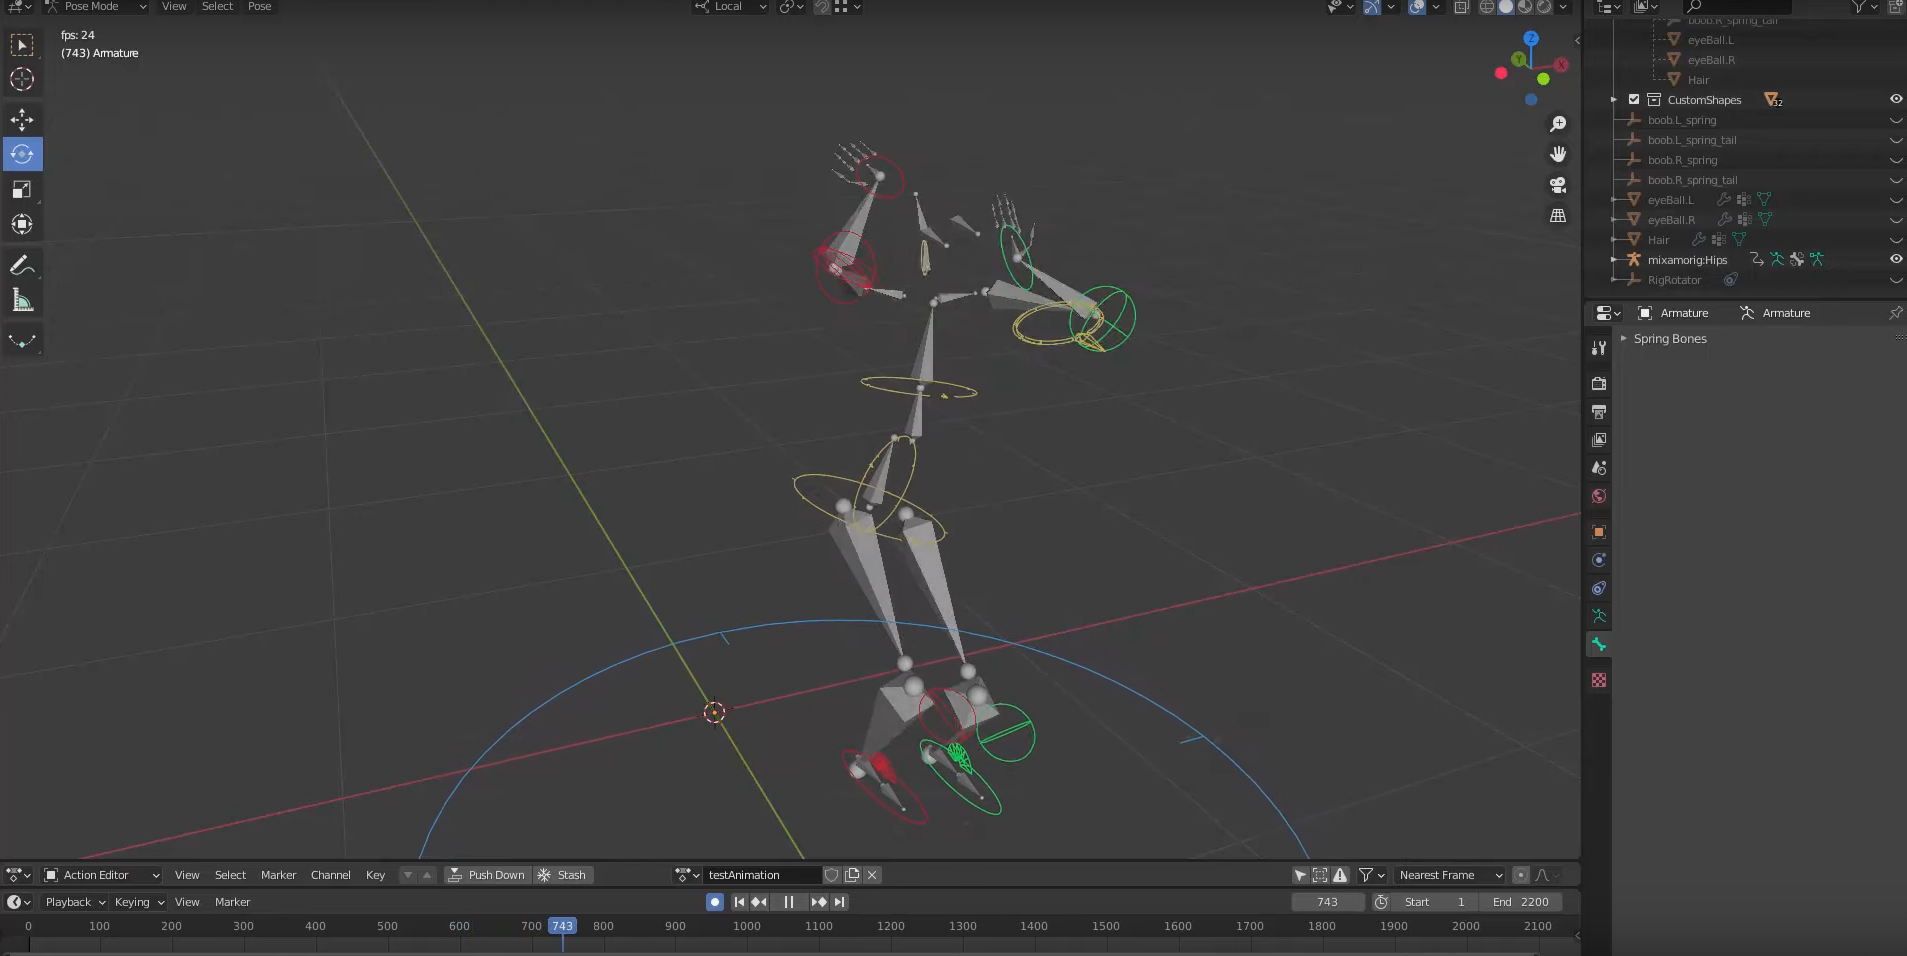 Pose Mode View Select Pose Local
fps: 24
(743) Armature
Z
Y
X
boob.R_spring_tail
eyeBall.L
eyeBall.R
Hair
CustomShapes 32
boob.L_spring
boob.L_spring_tail
boob.R_spring
boob.R_spring_tail
eyeBall.L
eyeBall.R
Hair
mixamorig:Hips
RigRotator
Armature Armature
Spring Bones
Action Editor View Select Marker Channel Key Push Down Stash testAnimation Nearest Frame
Playback Keying View Marker 743 Start 1 End 2200
0 100 200 300 400 500 600 700 743 800 900 1000 1100 1200 1300 1400 1500 1600 1700 1800 1900 2000 2100